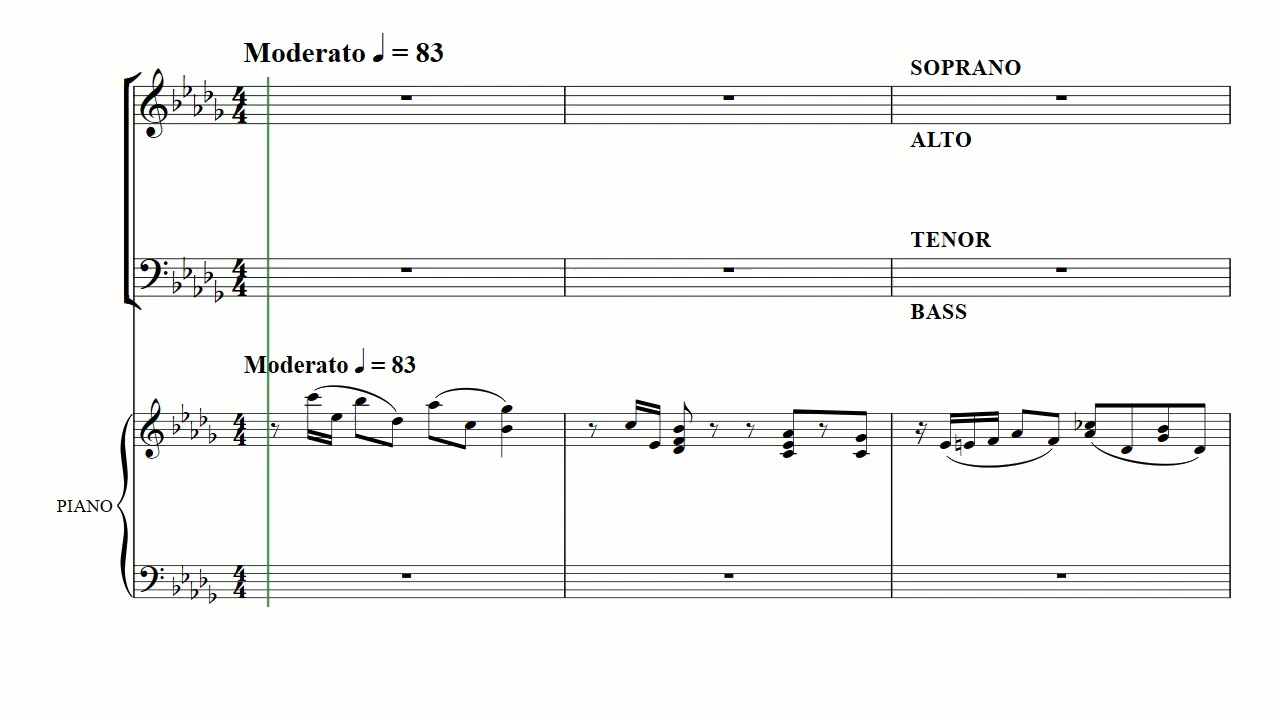 Moderato ♩ = 83
SOPRANO
ALTO
TENOR
BASS
Moderato ♩ = 83
PIANO